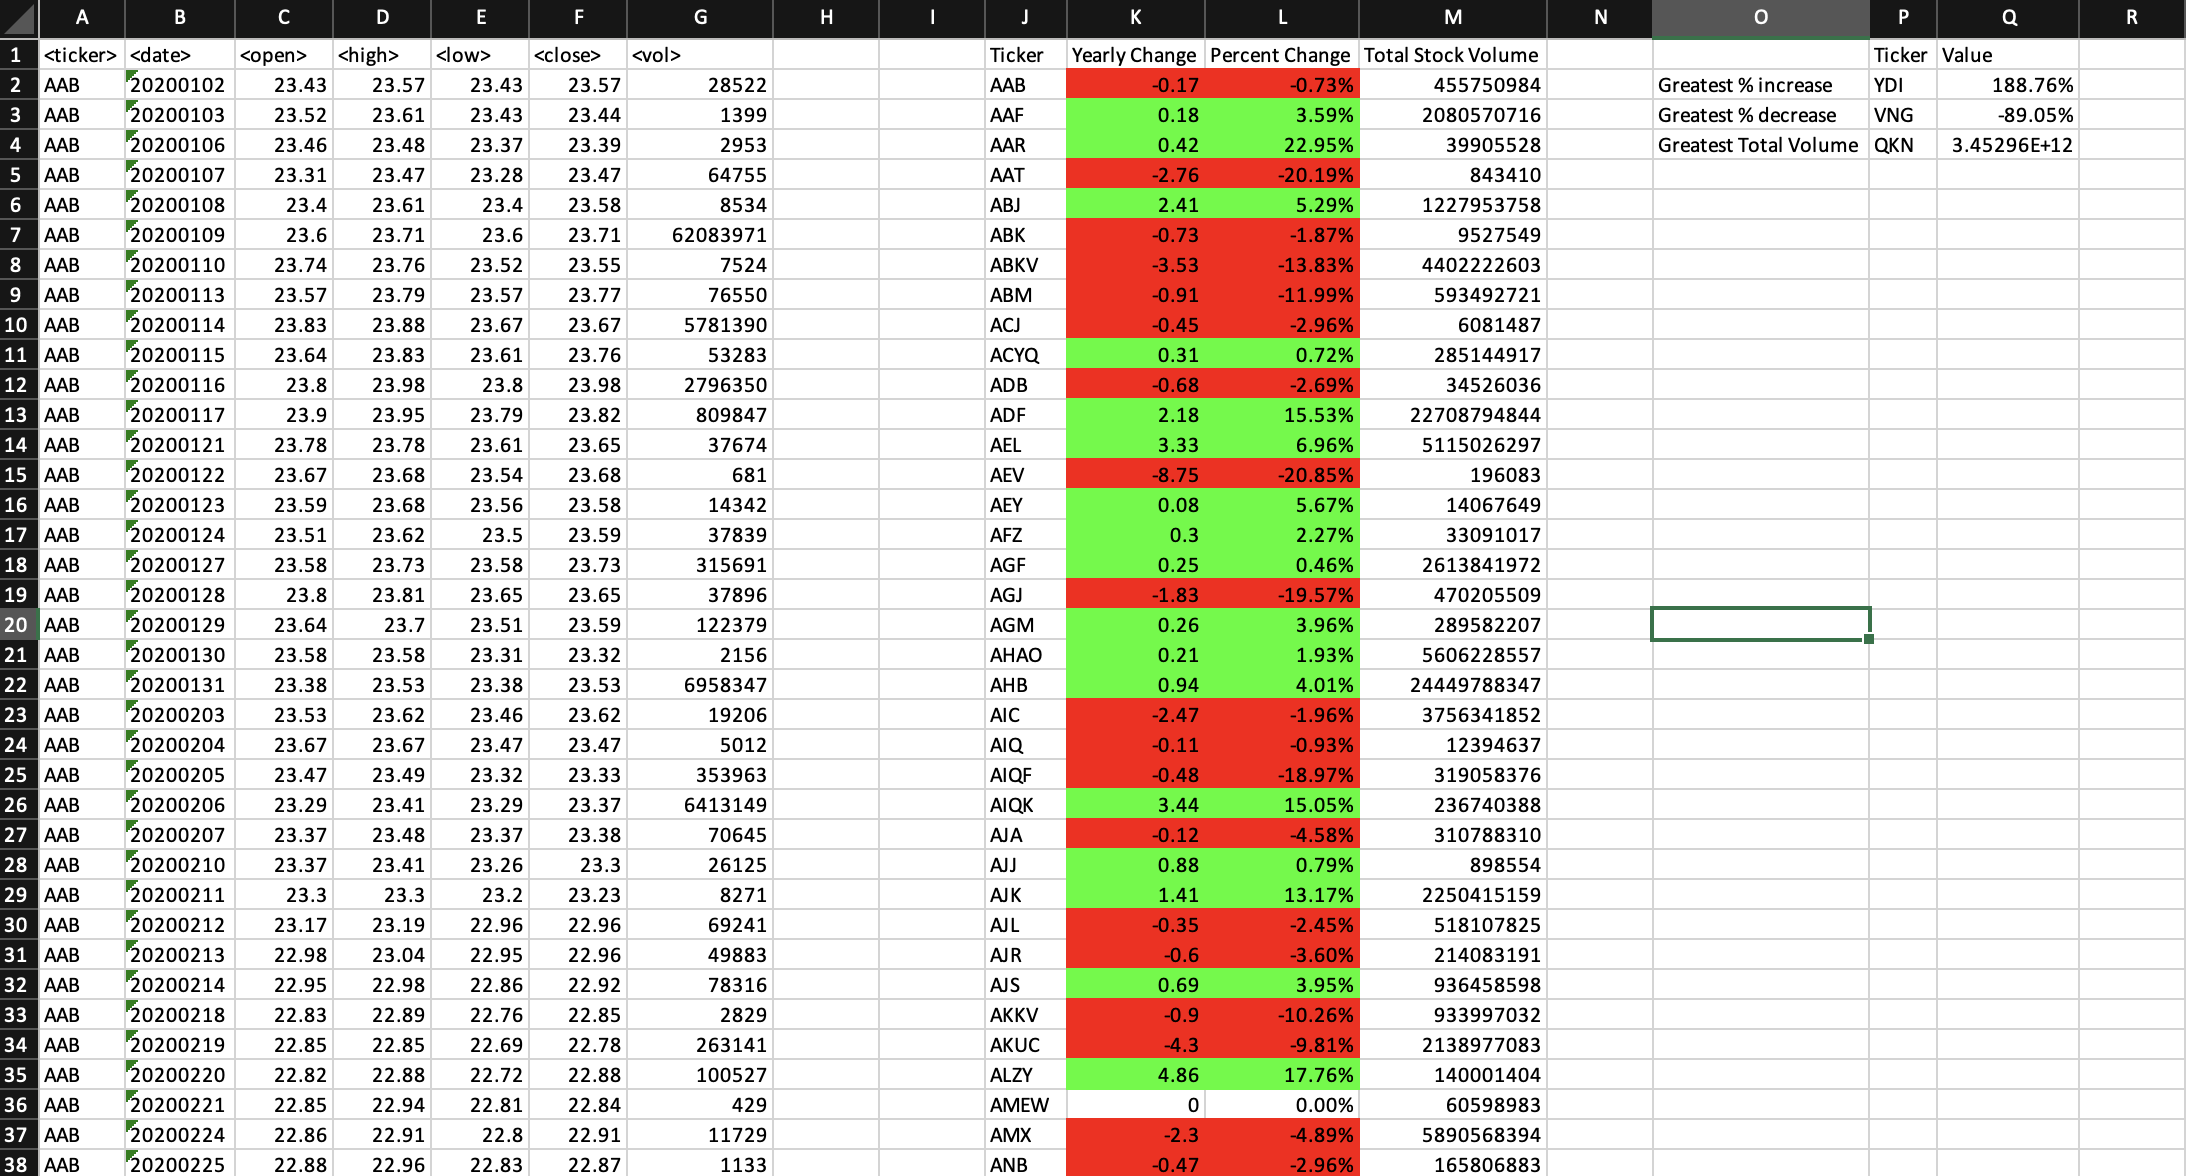 A B C D E F G H I J K L M N O P Q R
1 <ticker> <date> <open> <high> <low> <close> <vol> Ticker Yearly Change Percent Change Total Stock Volume Ticker Value
2 AAB 20200102 23.43 23.57 23.43 23.57 28522 AAB -0.17 -0.73% 455750984 Greatest % increase YDI 188.76%
3 AAB 20200103 23.52 23.61 23.43 23.44 1399 AAF 0.18 3.59% 2080570716 Greatest % decrease VNG -89.05%
4 AAB 20200106 23.46 23.48 23.37 23.39 2953 AAR 0.42 22.95% 39905528 Greatest Total Volume QKN 3.45296E+12
5 AAB 20200107 23.31 23.47 23.28 23.47 64755 AAT -2.76 -20.19% 843410
6 AAB 20200108 23.4 23.61 23.4 23.58 8534 ABJ 2.41 5.29% 1227953758
7 AAB 20200109 23.6 23.71 23.6 23.71 62083971 ABK -0.73 -1.87% 9527549
8 AAB 20200110 23.74 23.76 23.52 23.55 7524 ABKV -3.53 -13.83% 4402222603
9 AAB 20200113 23.57 23.79 23.57 23.77 76550 ABM -0.91 -11.99% 593492721
10 AAB 20200114 23.83 23.88 23.67 23.67 5781390 ACJ -0.45 -2.96% 6081487
11 AAB 20200115 23.64 23.83 23.61 23.76 53283 ACYQ 0.31 0.72% 285144917
12 AAB 20200116 23.8 23.98 23.8 23.98 2796350 ADB -0.68 -2.69% 34526036
13 AAB 20200117 23.9 23.95 23.79 23.82 809847 ADF 2.18 15.53% 22708794844
14 AAB 20200121 23.78 23.78 23.61 23.65 37674 AEL 3.33 6.96% 5115026297
15 AAB 20200122 23.67 23.68 23.54 23.68 681 AEV -8.75 -20.85% 196083
16 AAB 20200123 23.59 23.68 23.56 23.58 14342 AEY 0.08 5.67% 14067649
17 AAB 20200124 23.51 23.62 23.5 23.59 37839 AFZ 0.3 2.27% 33091017
18 AAB 20200127 23.58 23.73 23.58 23.73 315691 AGF 0.25 0.46% 2613841972
19 AAB 20200128 23.8 23.81 23.65 23.65 37896 AGJ -1.83 -19.57% 470205509
20 AAB 20200129 23.64 23.7 23.51 23.59 122379 AGM 0.26 3.96% 289582207
21 AAB 20200130 23.58 23.58 23.31 23.32 2156 AHAO 0.21 1.93% 5606228557
22 AAB 20200131 23.38 23.53 23.38 23.53 6958347 AHB 0.94 4.01% 24449788347
23 AAB 20200203 23.53 23.62 23.46 23.62 19206 AIC -2.47 -1.96% 3756341852
24 AAB 20200204 23.67 23.67 23.47 23.47 5012 AIQ -0.11 -0.93% 12394637
25 AAB 20200205 23.47 23.49 23.32 23.33 353963 AIQF -0.48 -18.97% 319058376
26 AAB 20200206 23.29 23.41 23.29 23.37 6413149 AIQK 3.44 15.05% 236740388
27 AAB 20200207 23.37 23.48 23.37 23.38 70645 AJA -0.12 -4.58% 310788310
28 AAB 20200210 23.37 23.41 23.26 23.3 26125 AJJ 0.88 0.79% 898554
29 AAB 20200211 23.3 23.3 23.2 23.23 8271 AJK 1.41 13.17% 2250415159
30 AAB 20200212 23.17 23.19 22.96 22.96 69241 AJL -0.35 -2.45% 518107825
31 AAB 20200213 22.98 23.04 22.95 22.96 49883 AJR -0.6 -3.60% 214083191
32 AAB 20200214 22.95 22.98 22.86 22.92 78316 AJS 0.69 3.95% 936458598
33 AAB 20200218 22.83 22.89 22.76 22.85 2829 AKKV -0.9 -10.26% 933997032
34 AAB 20200219 22.85 22.85 22.69 22.78 263141 AKUC -4.3 -9.81% 2138977083
35 AAB 20200220 22.82 22.88 22.72 22.88 100527 ALZY 4.86 17.76% 140001404
36 AAB 20200221 22.85 22.94 22.81 22.84 429 AMEW 0 0.00% 60598983
37 AAB 20200224 22.86 22.91 22.8 22.91 11729 AMX -2.3 -4.89% 5890568394
38 AAB 20200225 22.88 22.96 22.83 22.87 1133 ANB -0.47 -2.96% 165806883